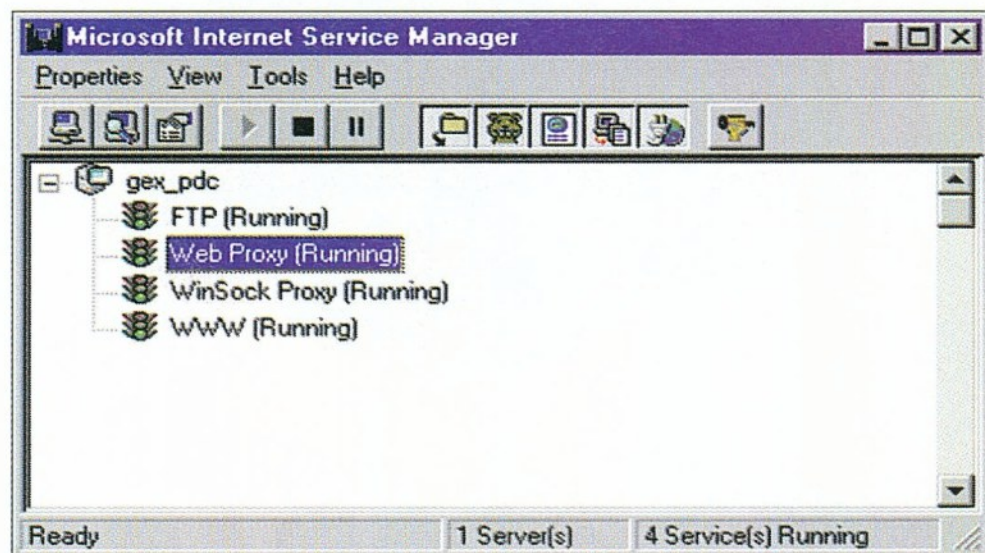 Microsoft Internet Service Manager
Properties View Tools Help
gex_pdc
FTP (Running)
Web Proxy (Running)
WinSock Proxy (Running)
WWW (Running)
Ready 1 Server(s) 4 Service(s) Running